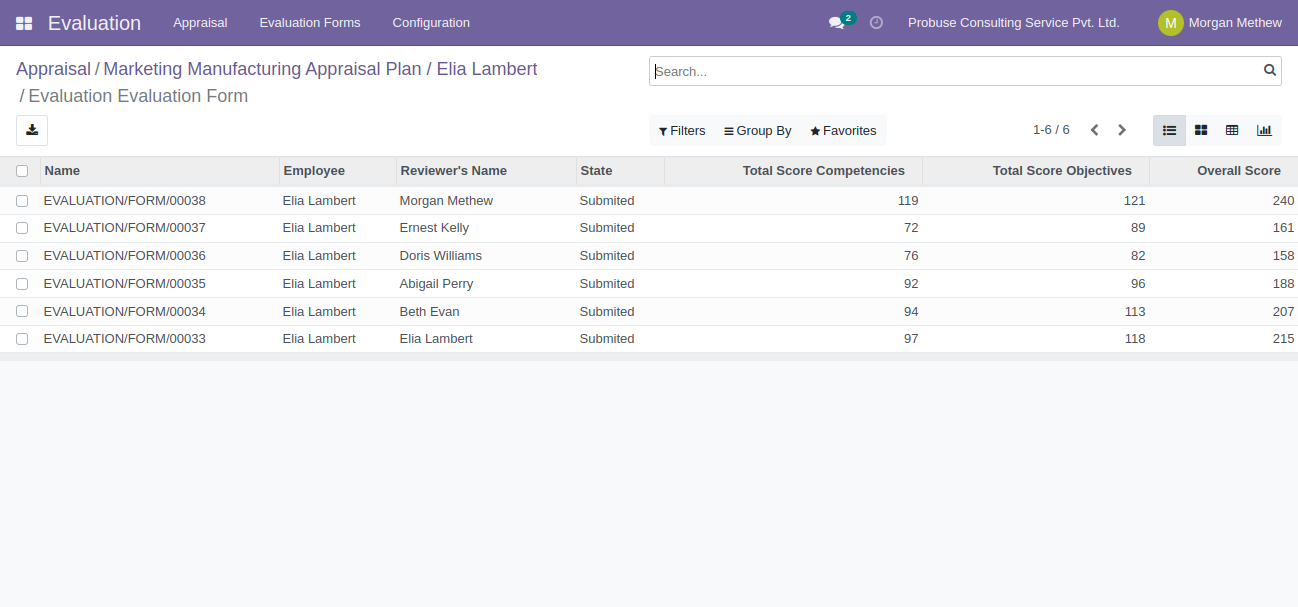 Evaluation Appraisal Evaluation Forms Configuration 2 Probuse Consulting Service Pvt. Ltd. M Morgan Methew
Appraisal / Marketing Manufacturing Appraisal Plan / Elia Lambert
/ Evaluation Evaluation Form
Search...
Filters Group By Favorites 1-6 / 6
Name Employee Reviewer's Name State Total Score Competencies Total Score Objectives Overall Score
EVALUATION/FORM/00038 Elia Lambert Morgan Methew Submited 119 121 240
EVALUATION/FORM/00037 Elia Lambert Ernest Kelly Submited 72 89 161
EVALUATION/FORM/00036 Elia Lambert Doris Williams Submited 76 82 158
EVALUATION/FORM/00035 Elia Lambert Abigail Perry Submited 92 96 188
EVALUATION/FORM/00034 Elia Lambert Beth Evan Submited 94 113 207
EVALUATION/FORM/00033 Elia Lambert Elia Lambert Submited 97 118 215